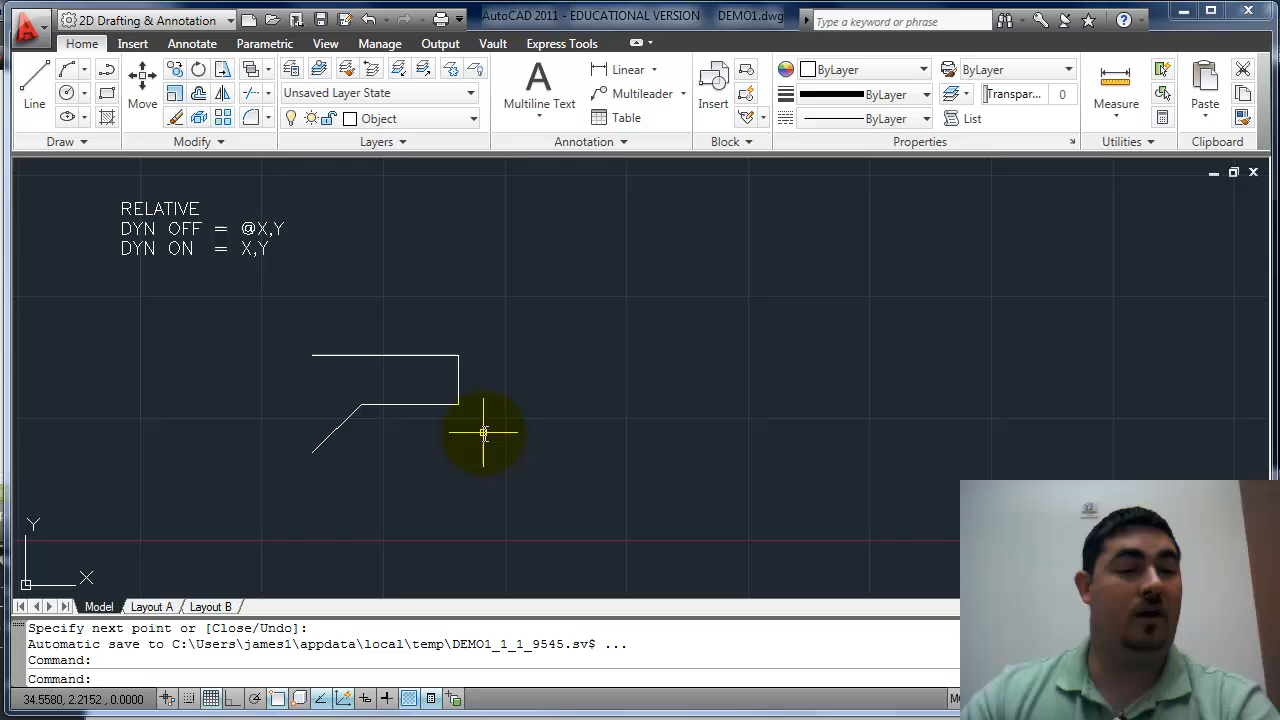 2D Drafting & Annotation
AutoCAD 2011 - EDUCATIONAL VERSION DEMO1.dwg
Type a keyword or phrase
Home Insert Annotate Parametric View Manage Output Vault Express Tools
Line
Move
Unsaved Layer State
Object
Multiline Text
Linear
Multileader
Table
Insert
ByLayer
ByLayer
ByLayer
ByLayer
Transpar... 0
List
Measure
Paste
Draw Modify Layers Annotation Block Properties Utilities Clipboard
RELATIVE
DYN OFF = @X,Y
DYN ON = X,Y
Y
X
Model Layout A Layout B
Specify next point or [Close/Undo]:
Automatic save to C:\Users\james1\appdata\local\temp\DEMO1_1_1_9545.sv$ ...
Command:
Command:
34.5580, 2.2152, 0.0000